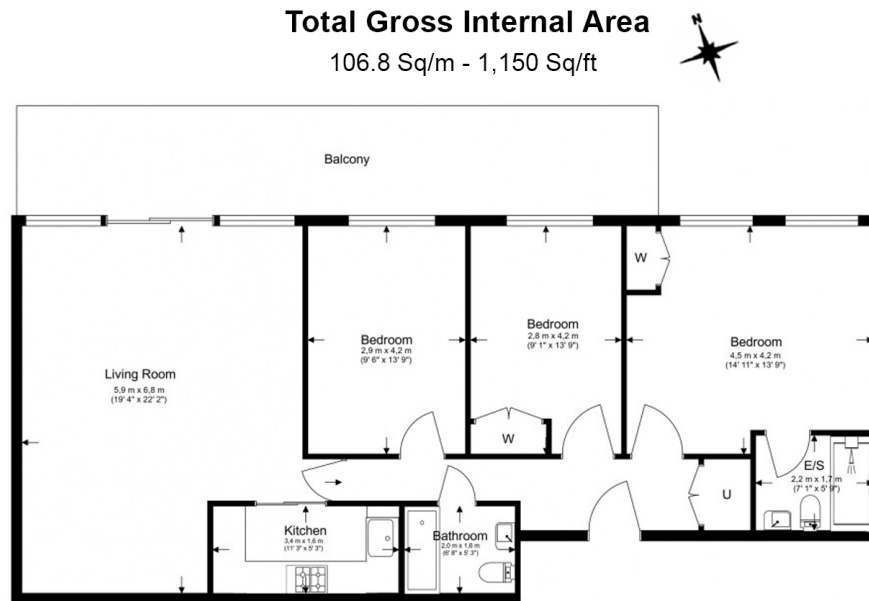 Total Gross Internal Area
106.8 Sq/m - 1,150 Sq/ft
N
Balcony
W
Bedroom
2,9 m x 4,2 m
(9' 6" x 13' 9")
Bedroom
2,8 m x 4,2 m
(9' 1" x 13' 9")
Bedroom
4,5 m x 4,2 m
(14' 11" x 13' 9")
Living Room
5,9 m x 6,8 m
(19' 4" x 22' 2")
W
E/S
2,2 m x 1,7 m
(7' 1" x 5' 9")
U
Kitchen
3,4 m x 1,6 m
(11' 3" x 5' 3")
Bathroom
2,0 m x 1,6 m
(6' 8" x 5' 3")